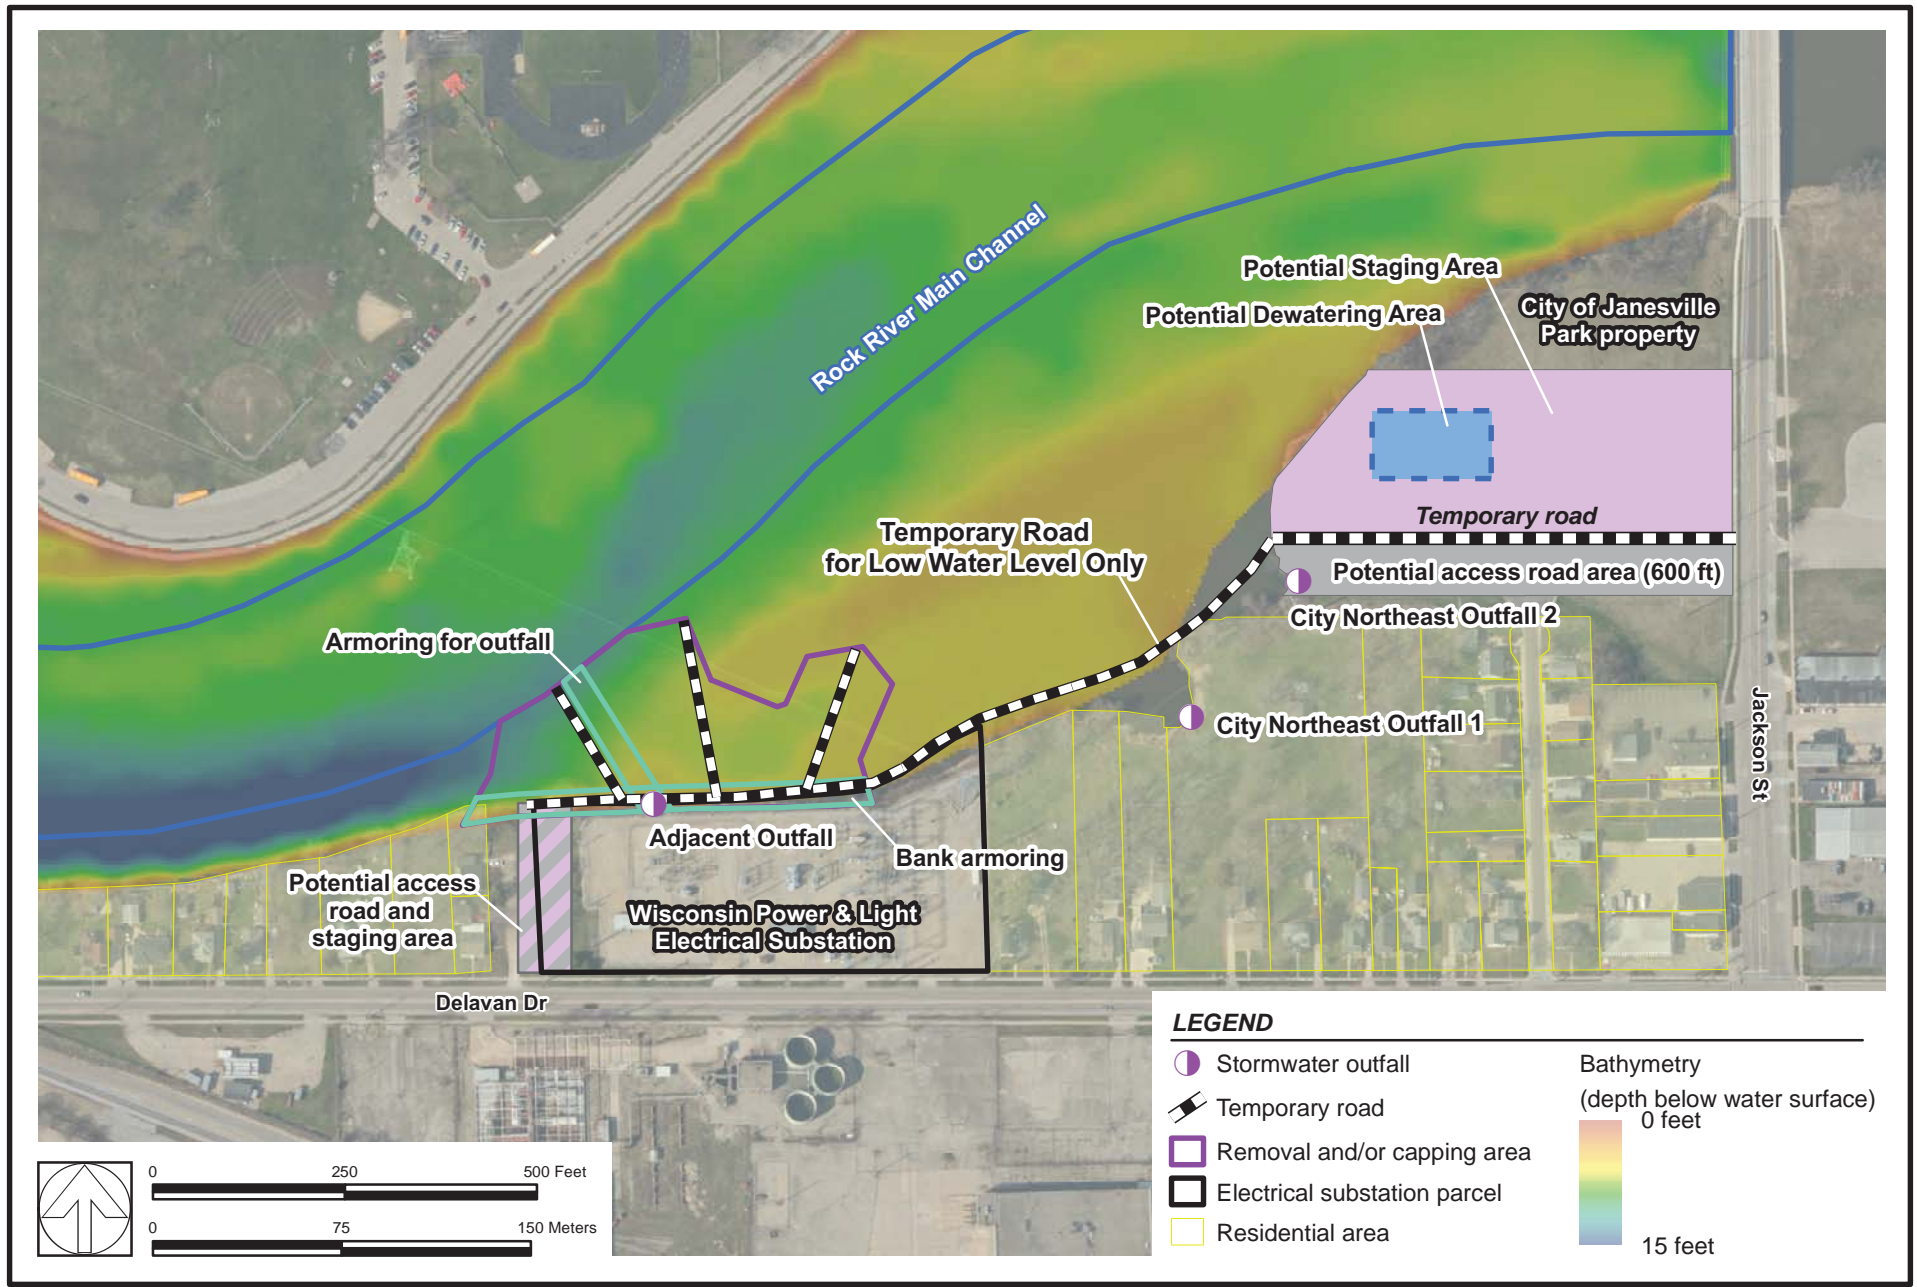 Potential Staging Area
Potential Dewatering Area
City of Janesville
Park property
Rock River Main Channel
Temporary road
Temporary Road
for Low Water Level Only
Potential access road area (600 ft)
City Northeast Outfall 2
Armoring for outfall
City Northeast Outfall 1
Jackson St
Adjacent Outfall
Bank armoring
Potential access
road and
staging area
Wisconsin Power & Light
Electrical Substation
Delavan Dr
LEGEND
Stormwater outfall
Temporary road
Removal and/or capping area
Electrical substation parcel
Residential area
Bathymetry
(depth below water surface)
0 feet
15 feet
0 250 500 Feet
0 75 150 Meters